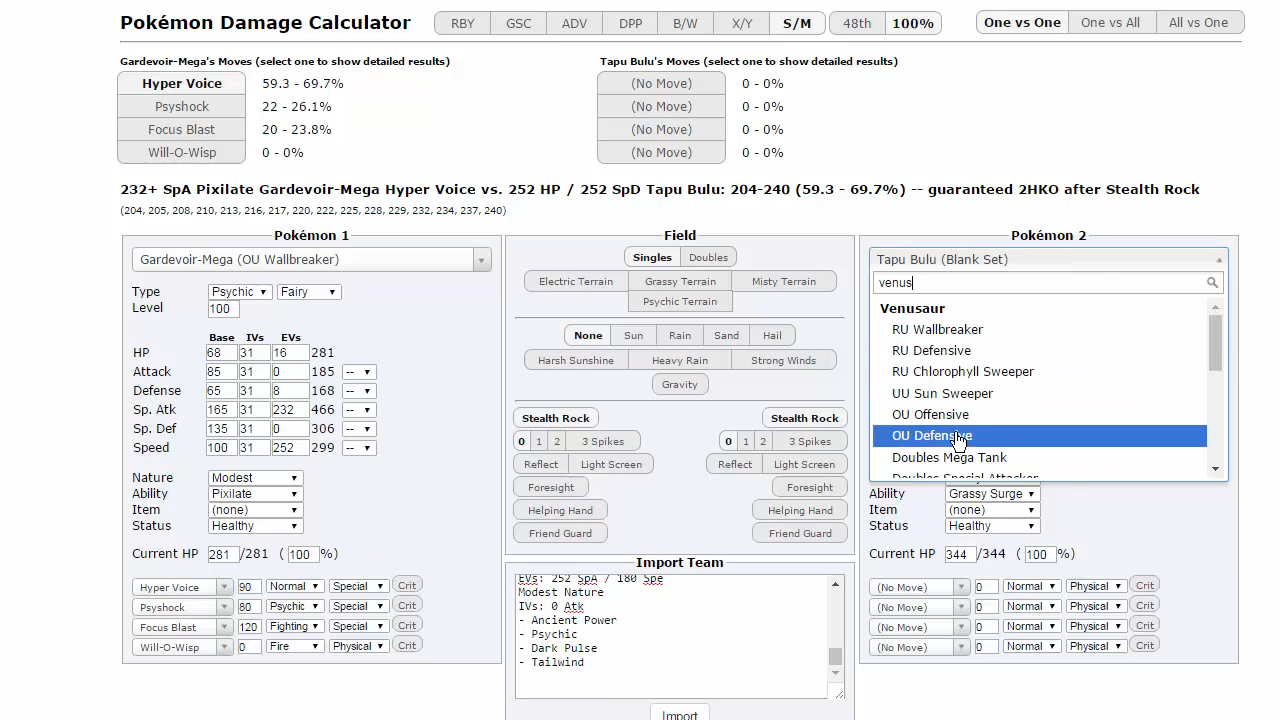 Pokémon Damage Calculator RBY GSC ADV DPP B/W X/Y S/M 48th 100% One vs One One vs All All vs One
Gardevoir-Mega's Moves (select one to show detailed results)
Hyper Voice 59.3 - 69.7%
Psyshock 22 - 26.1%
Focus Blast 20 - 23.8%
Will-O-Wisp 0 - 0%
Tapu Bulu's Moves (select one to show detailed results)
(No Move) 0 - 0%
(No Move) 0 - 0%
(No Move) 0 - 0%
(No Move) 0 - 0%
232+ SpA Pixilate Gardevoir-Mega Hyper Voice vs. 252 HP / 252 SpD Tapu Bulu: 204-240 (59.3 - 69.7%) -- guaranteed 2HKO after Stealth Rock
(204, 205, 208, 210, 213, 216, 217, 220, 222, 225, 228, 229, 232, 234, 237, 240)
Pokémon 1
Gardevoir-Mega (OU Wallbreaker)
Type Psychic Fairy
Level 100
Base IVs EVs
HP 68 31 16 281
Attack 85 31 0 185 --
Defense 65 31 8 168 --
Sp. Atk 165 31 232 466 --
Sp. Def 135 31 0 306 --
Speed 100 31 252 299 --
Nature Modest
Ability Pixilate
Item (none)
Status Healthy
Current HP 281 /281 ( 100 %)
Hyper Voice 90 Normal Special Crit
Psyshock 80 Psychic Special Crit
Focus Blast 120 Fighting Special Crit
Will-O-Wisp 0 Fire Physical Crit
Field
Singles Doubles
Electric Terrain Grassy Terrain Misty Terrain
Psychic Terrain
None Sun Rain Sand Hail
Harsh Sunshine Heavy Rain Strong Winds
Gravity
Stealth Rock Stealth Rock
0 1 2 3 Spikes 0 1 2 3 Spikes
Reflect Light Screen Reflect Light Screen
Foresight Foresight
Helping Hand Helping Hand
Friend Guard Friend Guard
Import Team
EVs: 252 SpA / 180 Spe
Modest Nature
IVs: 0 Atk
- Ancient Power
- Psychic
- Dark Pulse
- Tailwind
Import
Pokémon 2
Tapu Bulu (Blank Set)
venus
Venusaur
RU Wallbreaker
RU Defensive
RU Chlorophyll Sweeper
UU Sun Sweeper
OU Offensive
OU Defensive
Doubles Mega Tank
Doubles Special Attacker
Ability Grassy Surge
Item (none)
Status Healthy
Current HP 344 /344 ( 100 %)
(No Move) 0 Normal Physical Crit
(No Move) 0 Normal Physical Crit
(No Move) 0 Normal Physical Crit
(No Move) 0 Normal Physical Crit